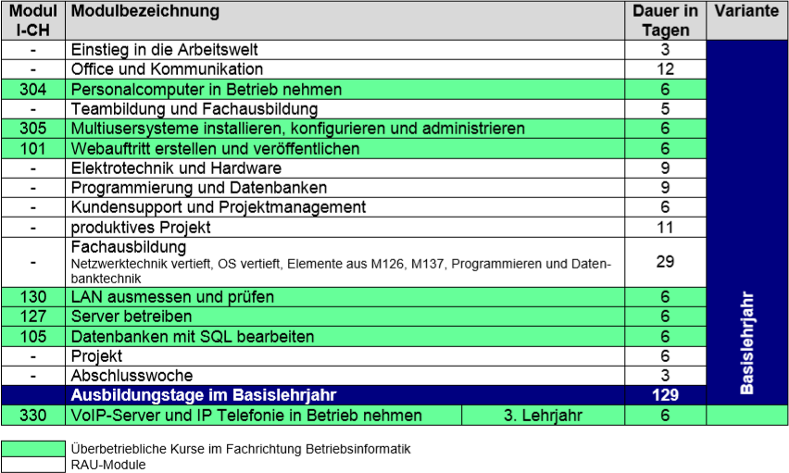 Modul I-CH Modulbezeichnung Dauer in Tagen Variante
- Einstieg in die Arbeitswelt 3
- Office und Kommunikation 12
304 Personalcomputer in Betrieb nehmen 6
- Teambildung und Fachausbildung 5
305 Multiusersysteme installieren, konfigurieren und administrieren 6
101 Webauftritt erstellen und veröffentlichen 6
- Elektrotechnik und Hardware 9
- Programmierung und Datenbanken 9
- Kundensupport und Projektmanagement 6
- produktives Projekt 11
Fachausbildung
- Netzwerktechnik vertieft, OS vertieft, Elemente aus M126, M137, Programmieren und Daten- 29
banktechnik
130 LAN ausmessen und prüfen 6
127 Server betreiben 6
105 Datenbanken mit SQL bearbeiten 6
- Projekt 6
- Abschlusswoche 3
Basislehrjahr
Ausbildungstage im Basislehrjahr 129
330 VoIP-Server und IP Telefonie in Betrieb nehmen 3. Lehrjahr 6
Überbetriebliche Kurse im Fachrichtung Betriebsinformatik
RAU-Module